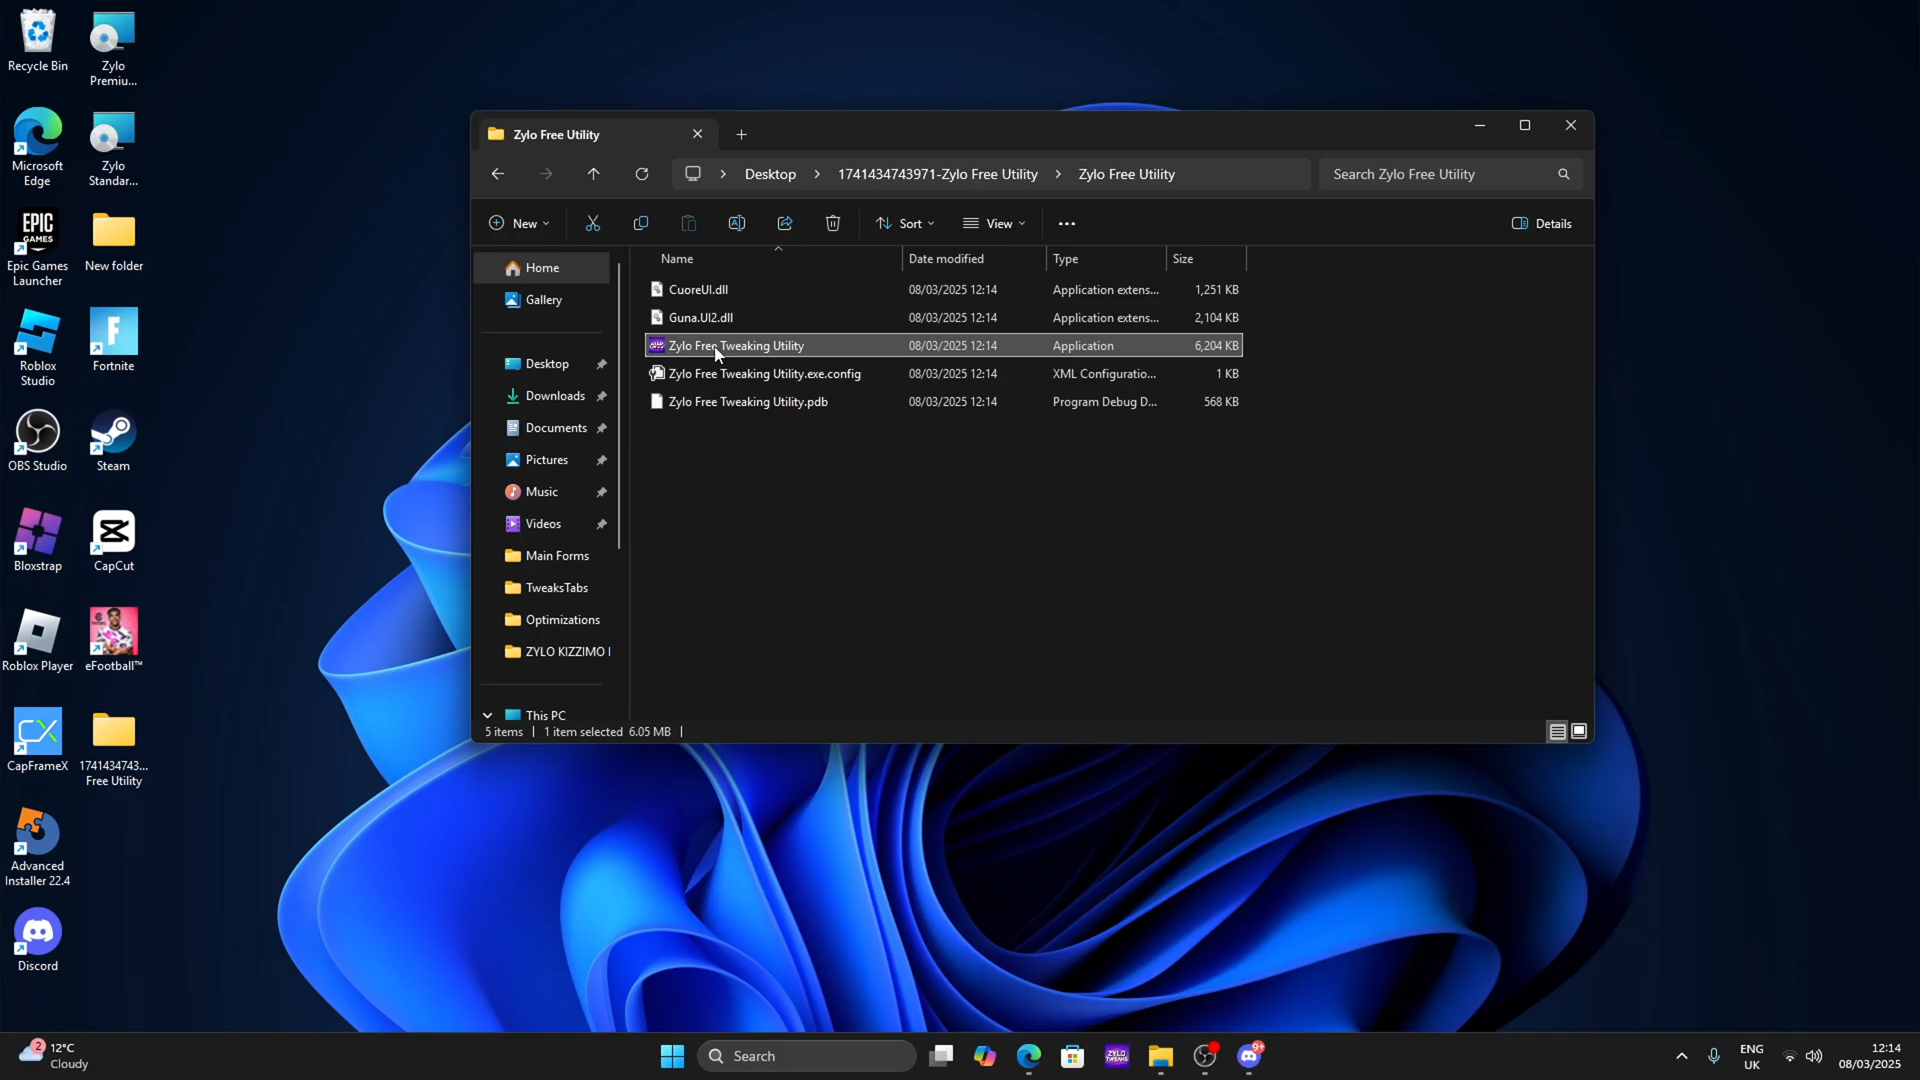 Recycle Bin
Zylo
Premiu...
Microsoft
Edge
Zylo
Standar...
EPIC
GAMES
Epic Games
Launcher
New folder
Roblox
Studio
F
Fortnite
OBS Studio
Steam
Bloxstrap
CapCut
Roblox Player
eFootball™
CX
CapFrameX
1741434743...
Free Utility
Advanced
Installer 22.4
Discord
Zylo Free Utility
Desktop
1741434743971-Zylo Free Utility
Zylo Free Utility
Search Zylo Free Utility
New
Sort
View
Details
Home
Gallery
Desktop
Downloads
Documents
Pictures
Music
Videos
Main Forms
TweaksTabs
Optimizations
ZYLO KIZZIMO
This PC
Name
Date modified
Type
Size
CuoreUI.dll
08/03/2025 12:14
Application extens...
1,251 KB
Guna.UI2.dll
08/03/2025 12:14
Application extens...
2,104 KB
Zylo Free Tweaking Utility
08/03/2025 12:14
Application
6,204 KB
Zylo Free Tweaking Utility.exe.config
08/03/2025 12:14
XML Configuratio...
1 KB
Zylo Free Tweaking Utility.pdb
08/03/2025 12:14
Program Debug D...
568 KB
5 items
1 item selected 6.05 MB
2
12°C
Cloudy
Search
ZYLO
TWEAKS
9+
ENG
UK
12:14
08/03/2025